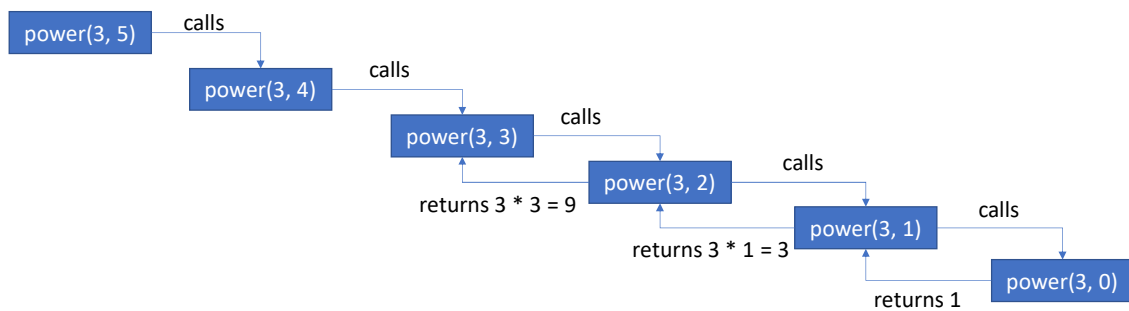 power(3, 5)
calls
power(3, 4)
calls
power(3, 3)
calls
power(3, 2)
calls
returns 3 * 3 = 9
power(3, 1)
calls
returns 3 * 1 = 3
power(3, 0)
returns 1